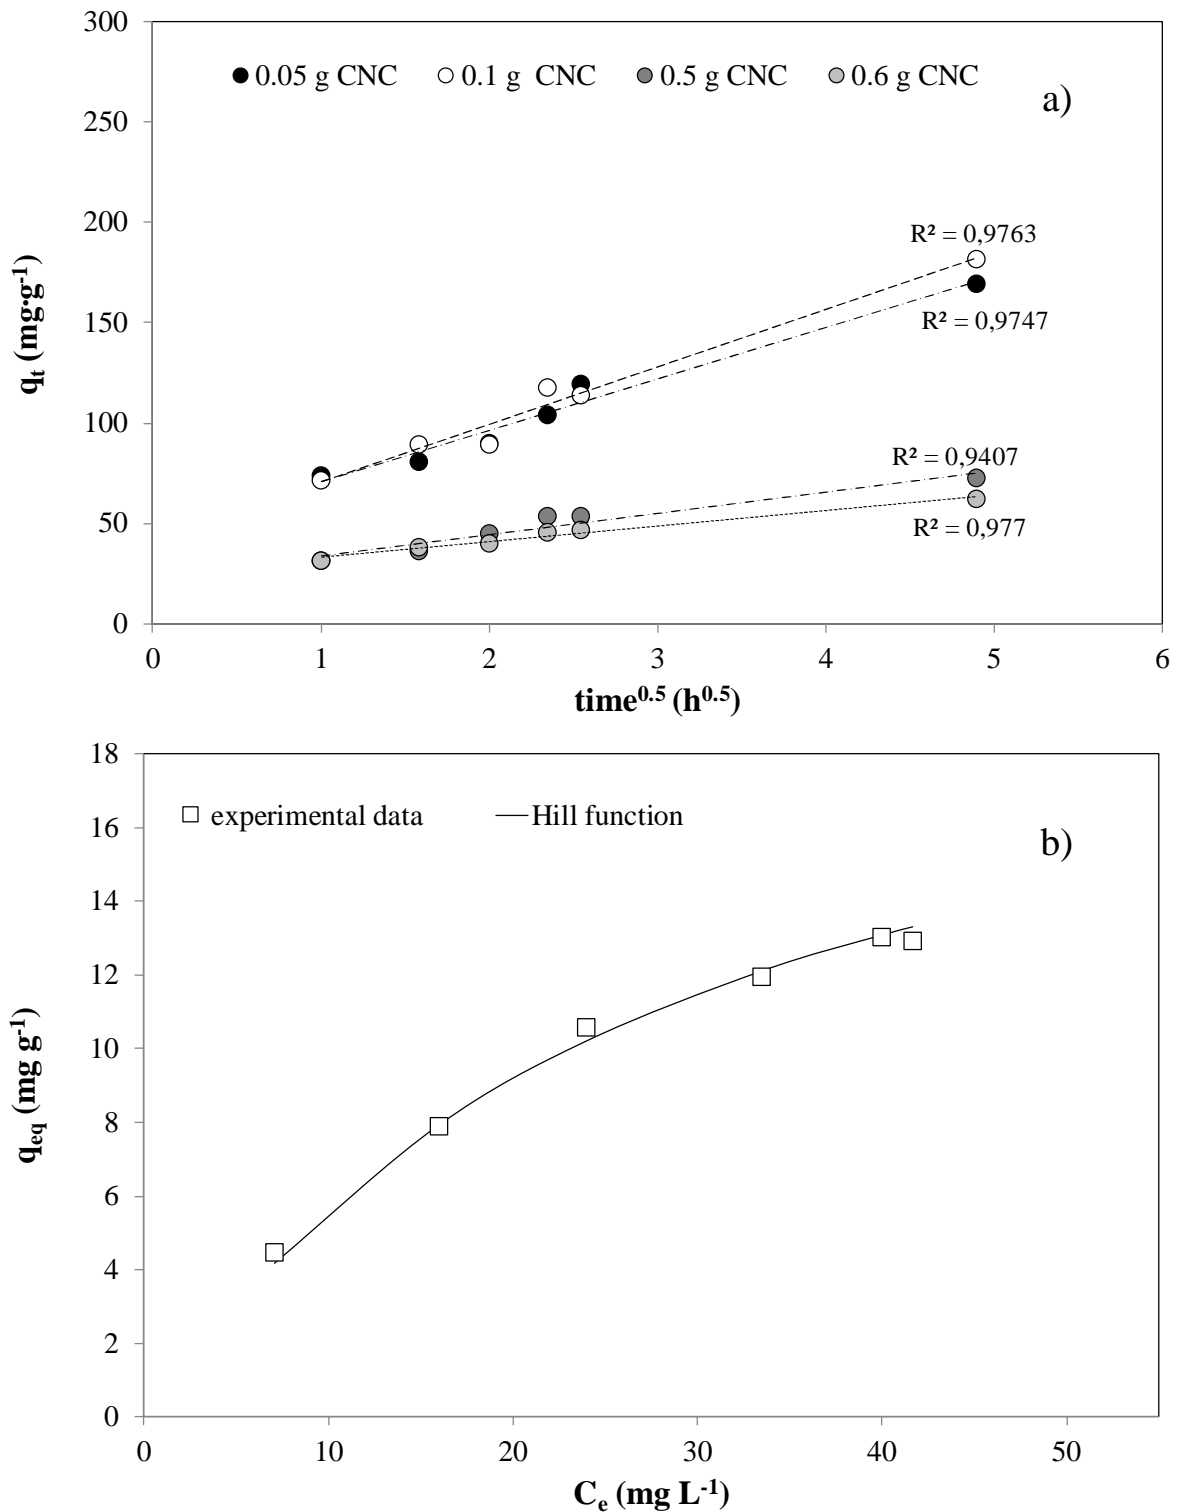 300
0.05 g CNC 0.1 g CNC 0.5 g CNC 0.6 g CNC
a)
250
200
R² = 0,9763
150
R² = 0,9747
qt (mg·g-1)
100
R² = 0,9407
50
R² = 0,977
0
0 1 2 3 4 5 6
time0.5 (h0.5)
18
experimental data Hill function
16
b)
14
12
10
qeq (mg g-1)
8
6
4
2
0
0 10 20 30 40 50
Ce (mg L-1)